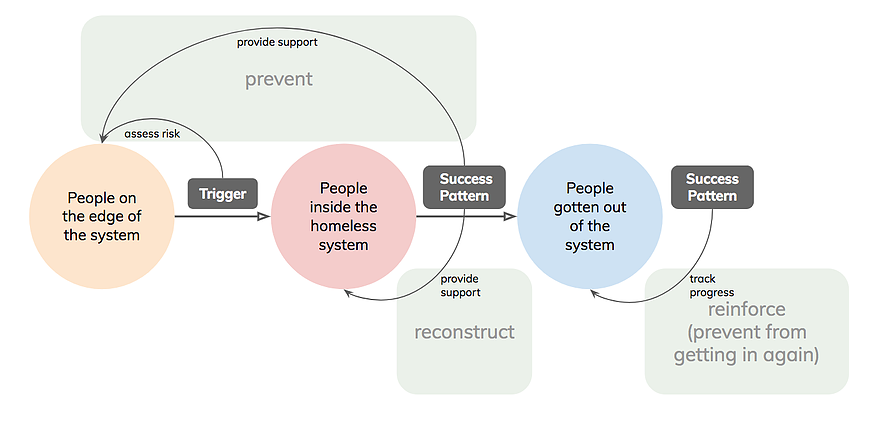 provide support
prevent
assess risk
People on
the edge of
the system
Trigger
People
inside the
homeless
system
Success
Pattern
People
gotten out
of the
system
Success
Pattern
provide
support
reconstruct
track
progress
reinforce
(prevent from
getting in again)